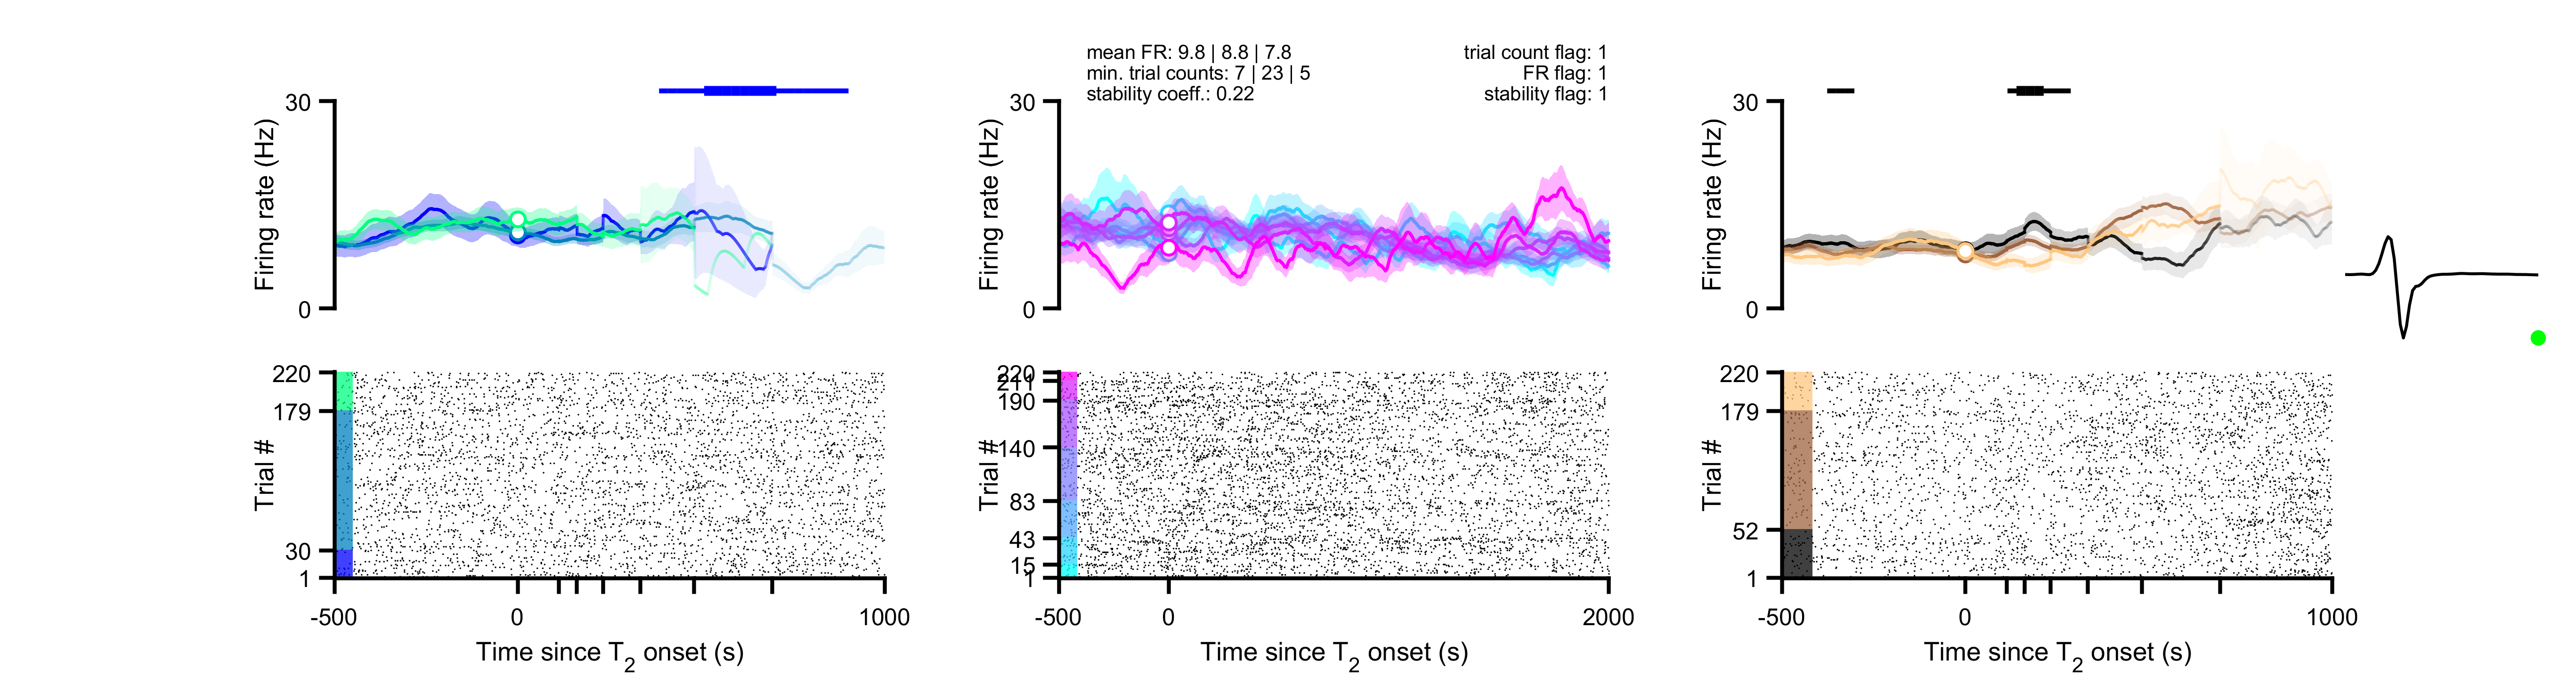 mean FR: 9.8 | 8.8 | 7.8
min. trial counts: 7 | 23 | 5
stability coeff.: 0.22
trial count flag: 1
FR flag: 1
stability flag: 1
30
0
Firing rate (Hz)
30
0
Firing rate (Hz)
30
0
Firing rate (Hz)
220
179
30
1
Trial #
-500
0
1000
Time since T2 onset (s)
220
211
190
140
83
43
15
1
Trial #
-500
0
2000
Time since T2 onset (s)
220
179
52
1
Trial #
-500
0
1000
Time since T2 onset (s)